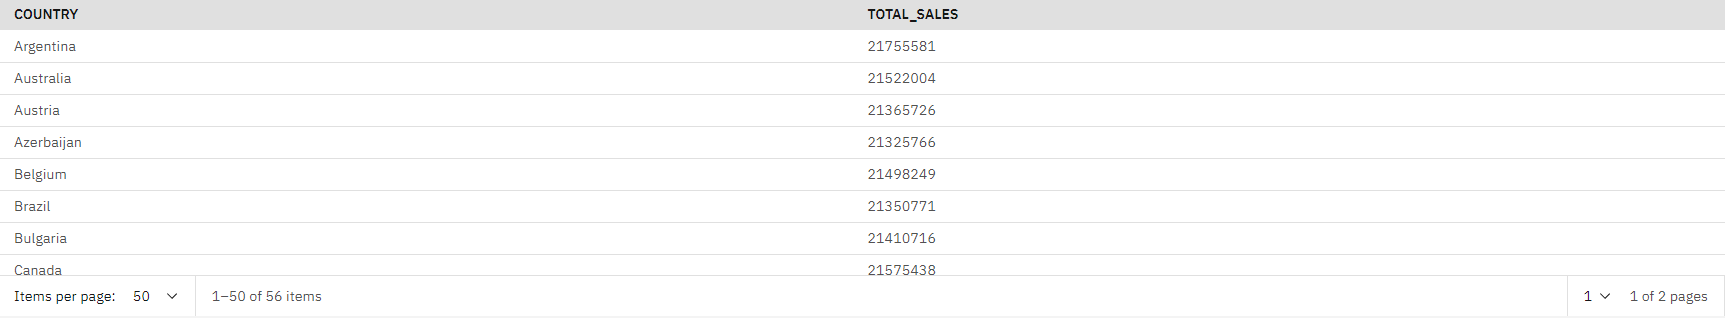 COUNTRY TOTAL_SALES
Argentina 21755581
Australia 21522004
Austria 21365726
Azerbaijan 21325766
Belgium 21498249
Brazil 21350771
Bulgaria 21410716
Canada 21575438
Items per page: 50 1–50 of 56 items 1 1 of 2 pages